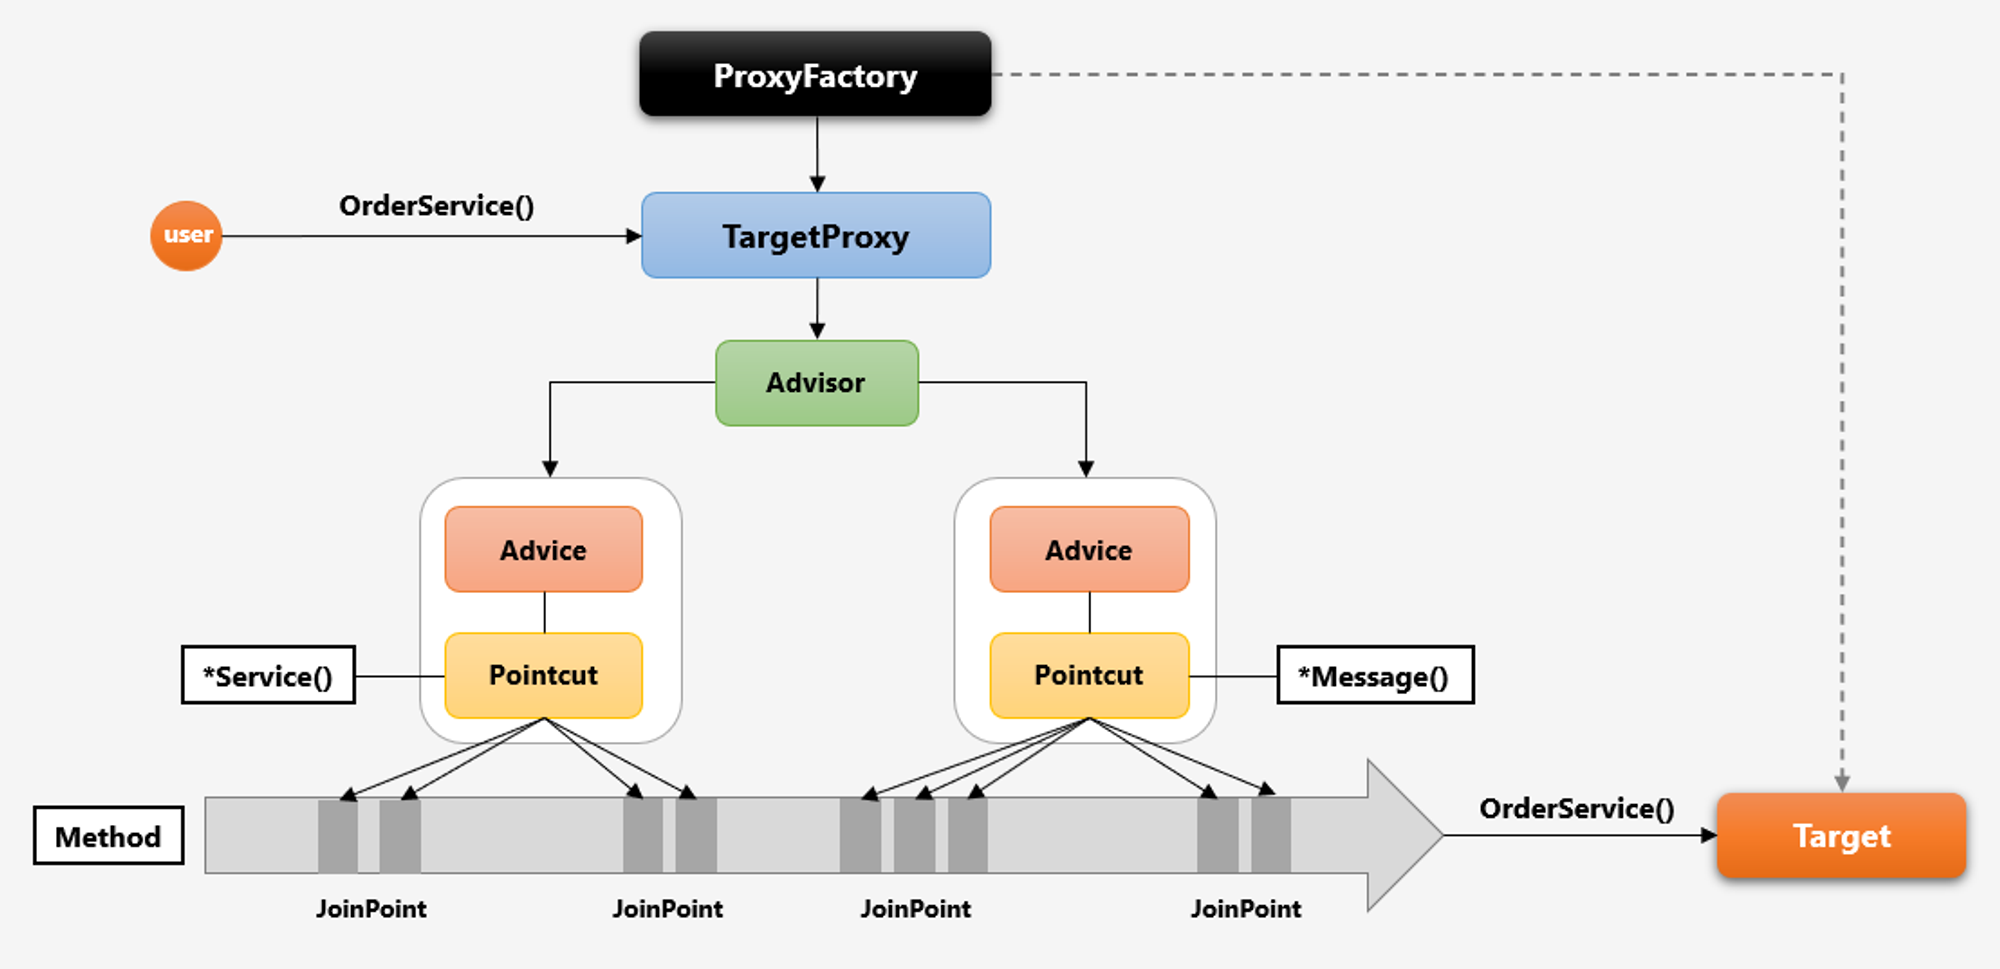 ProxyFactory
OrderService()
user
TargetProxy
Advisor
Advice
Advice
*Service()
Pointcut
Pointcut
*Message()
Method
OrderService()
Target
JoinPoint
JoinPoint
JoinPoint
JoinPoint